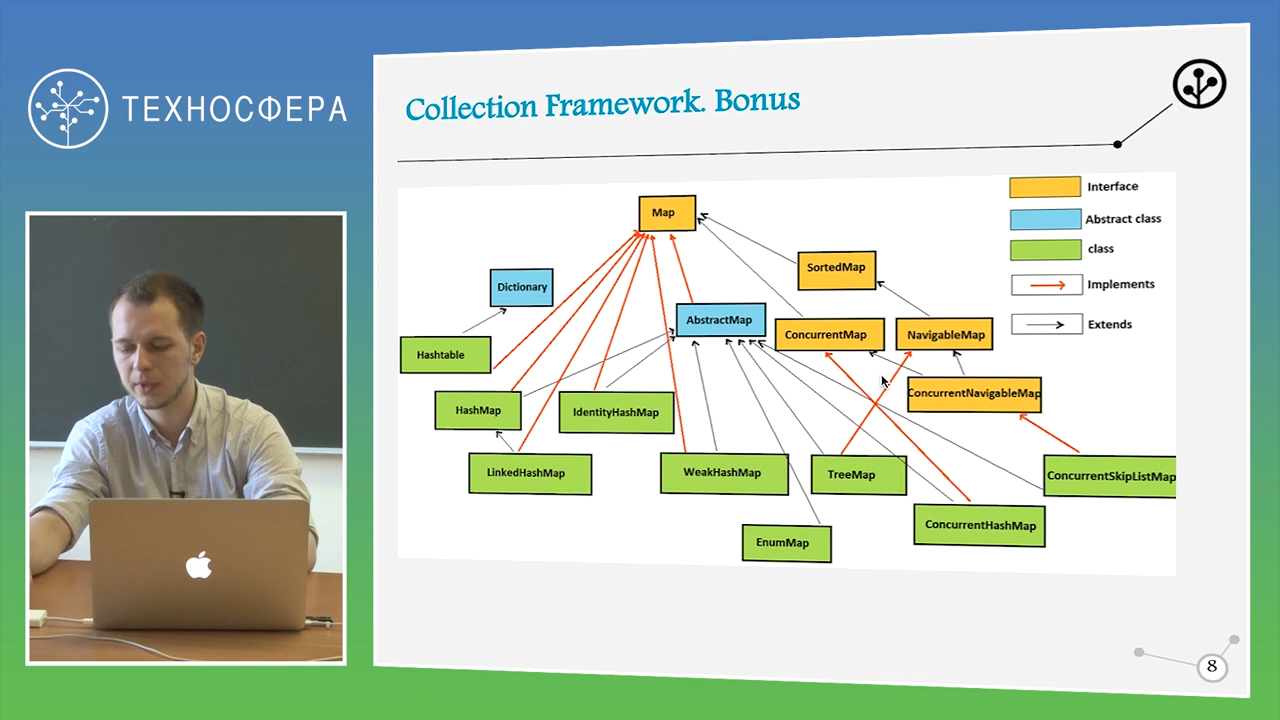 ТЕХНОСФЕРА
Collection Framework. Bonus
Map
Interface
Abstract class
class
Implements
Extends
SortedMap
Dictionary
AbstractMap
ConcurrentMap
NavigableMap
Hashtable
ConcurrentNavigableMap
HashMap
IdentityHashMap
LinkedHashMap
WeakHashMap
TreeMap
ConcurrentSkipListMap
ConcurrentHashMap
EnumMap
8